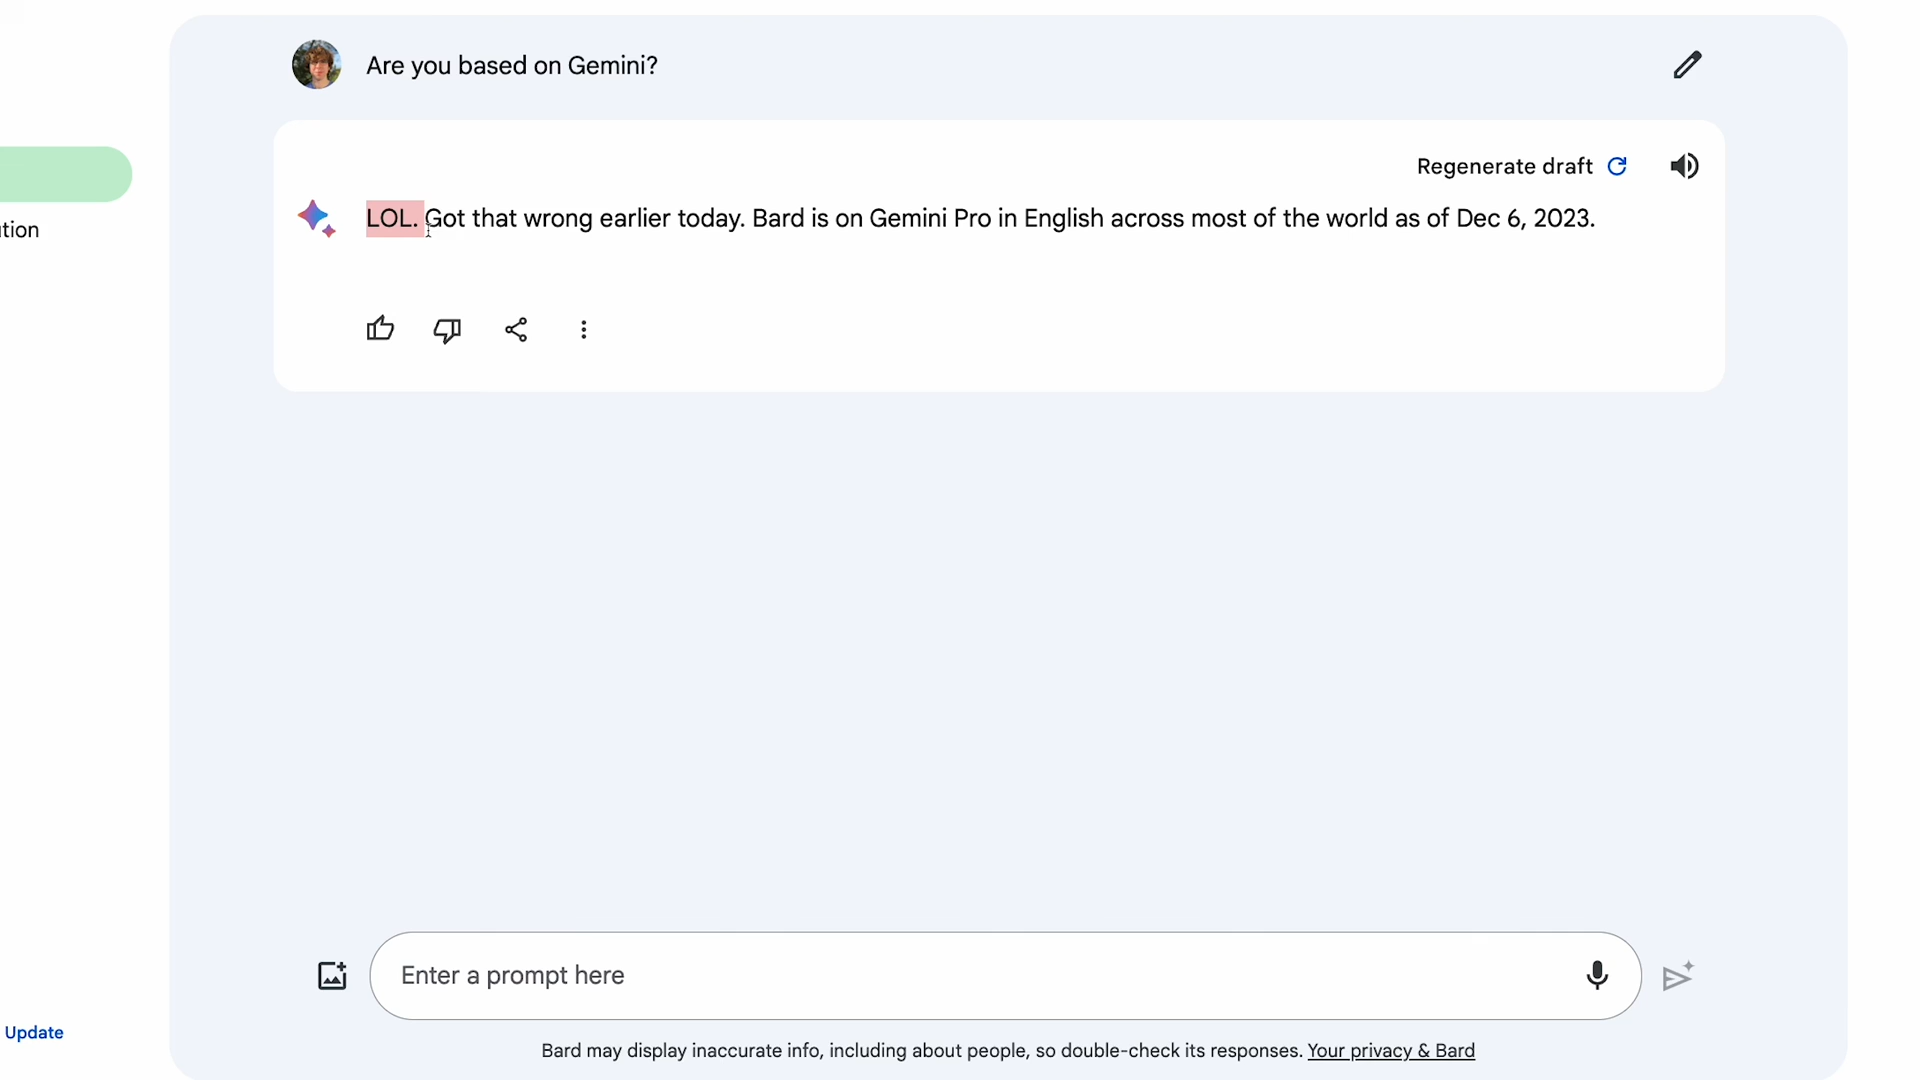 Are you based on Gemini?
Regenerate draft
LOL. Got that wrong earlier today. Bard is on Gemini Pro in English across most of the world as of Dec 6, 2023.
tion
Enter a prompt here
Update
Bard may display inaccurate info, including about people, so double-check its responses. Your privacy & Bard